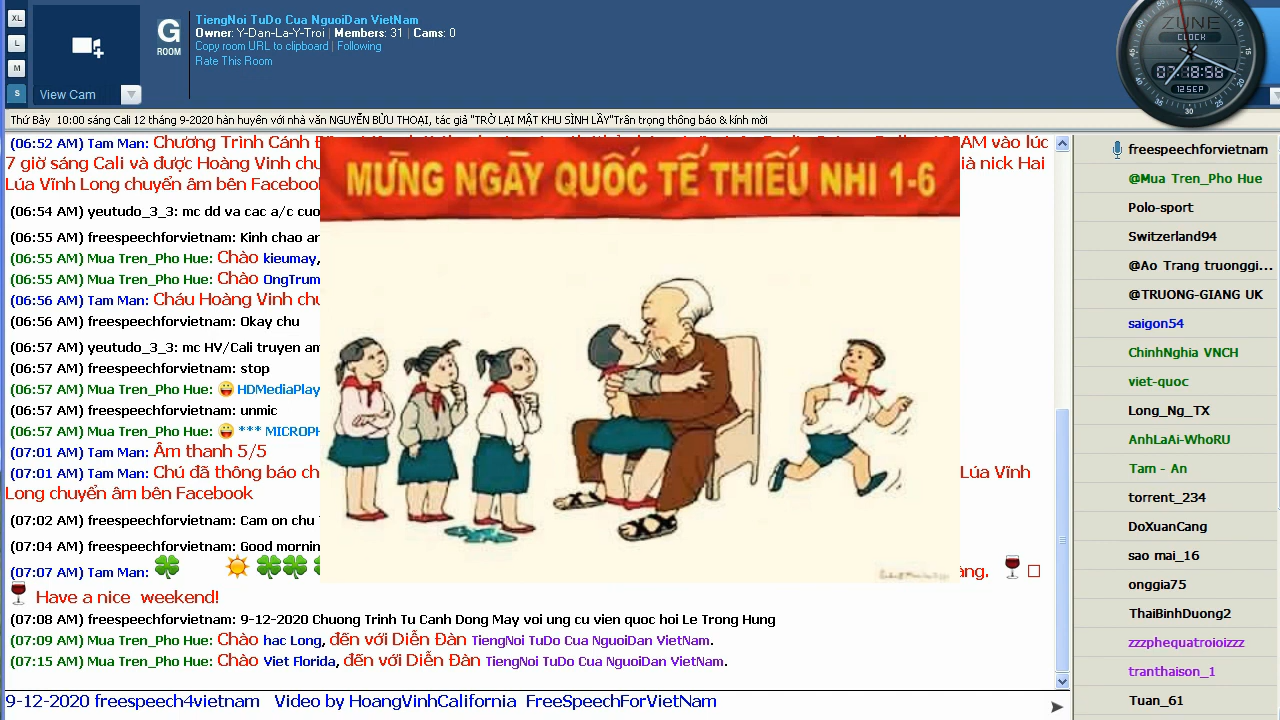 XL
L
M
S
View Cam
G
ROOM
TiengNoi TuDo Cua NguoiDan VietNam
Owner: Y-Dan-La-Y-Troi | Members: 31 | Cams: 0
Copy room URL to clipboard | Following
Rate This Room
ZUNE
CLOCK
07:18:58
12SEP
Thứ Bảy 10:00 sáng Cali 12 tháng 9-2020 hàn huyên với nhà văn NGUYỄN BỬU THOẠI, tác giả "TRỞ LẠI MẬT KHU SÌNH LẦY"Trân trọng thông báo & kính mời
(06:52 AM) Tam Man: Chương Trình Cánh AM vào lúc
7 giờ sáng Cali và được Hoàng Vinh chu ià nick Hai
Lúa Vĩnh Long chuyển âm bên Facebook
(06:54 AM) yeutudo_3_3: mc dd va cac a/c cuo
(06:55 AM) freespeechforvietnam: Kinh chao an
(06:55 AM) Mua Tren_Pho Hue: Chào kieumay,
(06:55 AM) Mua Tren_Pho Hue: Chào OngTrum
(06:56 AM) Tam Man: Cháu Hoàng Vinh chu
(06:56 AM) freespeechforvietnam: Okay chu
(06:57 AM) yeutudo_3_3: mc HV/Cali truyen am
(06:57 AM) freespeechforvietnam: stop
(06:57 AM) Mua Tren_Pho Hue: HDMediaPlay
(06:57 AM) freespeechforvietnam: unmic
(06:57 AM) Mua Tren_Pho Hue: *** MICROPH
(07:01 AM) Tam Man: Âm thanh 5/5
(07:01 AM) Tam Man: Chú đã thông báo ch Lúa Vĩnh
Long chuyển âm bên Facebook
(07:02 AM) freespeechforvietnam: Cam on chu
(07:04 AM) freespeechforvietnam: Good mornin
(07:07 AM) Tam Man: àng.
Have a nice weekend!
(07:08 AM) freespeechforvietnam: 9-12-2020 Chuong Trinh Tu Canh Dong May voi ung cu vien quoc hoi Le Trong Hung
(07:09 AM) Mua Tren_Pho Hue: Chào hac Long, đến với Diễn Đàn TiengNoi TuDo Cua NguoiDan VietNam.
(07:15 AM) Mua Tren_Pho Hue: Chào Viet Florida, đến với Diễn Đàn TiengNoi TuDo Cua NguoiDan VietNam.
9-12-2020 freespeech4vietnam Video by HoangVinhCalifornia FreeSpeechForVietNam
MỪNG NGÀY QUỐC TẾ THIẾU NHI 1-6
freespeechforvietnam
@Mua Tren_Pho Hue
Polo-sport
Switzerland94
@Ao Trang truonggi...
@TRUONG-GIANG UK
saigon54
ChinhNghia VNCH
viet-quoc
Long_Ng_TX
AnhLaAi-WhoRU
Tam - An
torrent_234
DoXuanCang
sao mai_16
onggia75
ThaiBinhDuong2
zzzphequatroioizzz
tranthaison_1
Tuan_61